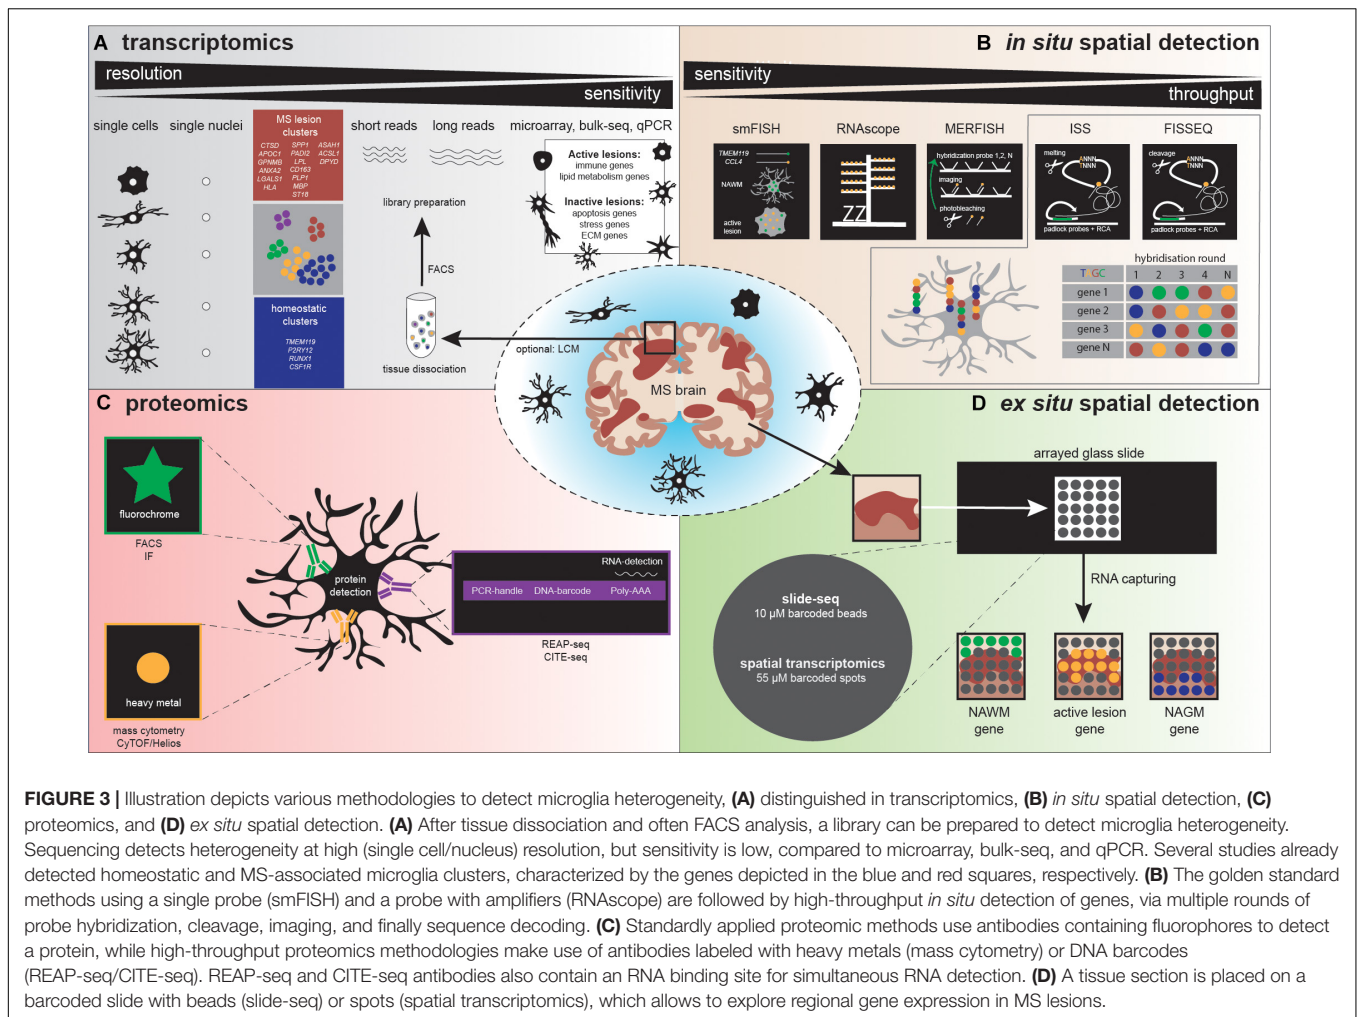 A transcriptomics
resolution
sensitivity
single cells
single nuclei
MS lesion
clusters
CTSD
APOC1
GPNMB
ANXA2
LGALS1
HLA
SPP1
PADI2
LPL
CD163
PLP1
MBP
ST18
ASAH1
ACSL1
DPYD
homeostatic
clusters
TMEM119
P2RY12
RUNX1
CSF1R
short reads
long reads
library preparation
FACS
tissue dissociation
optional: LCM
microarray, bulk-seq, qPCR
Active lesions:
immune genes
lipid metabolism genes
Inactive lesions:
apoptosis genes
stress genes
ECM genes
MS brain
B in situ spatial detection
sensitivity
throughput
smFISH
TMEM119
CCL4
NAWM
active
lesion
RNAscope
ZZ
MERFISH
hybridization probe 1,2, N
imaging
photobleaching
ISS
melting
ANNN
TNNN
padlock probes + RCA
FISSEQ
cleavage
ANNN
TNNN
padlock probes + RCA
hybridisation round
TAGC 1 2 3 4 N
gene 1
gene 2
gene 3
gene N
C proteomics
fluorochrome
FACS
IF
protein
detection
heavy metal
mass cytometry
CyTOF/Helios
RNA-detection
PCR-handle DNA-barcode Poly-AAA
REAP-seq
CITE-seq
D ex situ spatial detection
arrayed glass slide
RNA capturing
slide-seq
10 µM barcoded beads
spatial transcriptomics
55 µM barcoded spots
NAWM
gene
active lesion
gene
NAGM
gene
FIGURE 3 | Illustration depicts various methodologies to detect microglia heterogeneity, (A) distinguished in transcriptomics, (B) in situ spatial detection, (C)
proteomics, and (D) ex situ spatial detection. (A) After tissue dissociation and often FACS analysis, a library can be prepared to detect microglia heterogeneity.
Sequencing detects heterogeneity at high (single cell/nucleus) resolution, but sensitivity is low, compared to microarray, bulk-seq, and qPCR. Several studies already
detected homeostatic and MS-associated microglia clusters, characterized by the genes depicted in the blue and red squares, respectively. (B) The golden standard
methods using a single probe (smFISH) and a probe with amplifiers (RNAscope) are followed by high-throughput in situ detection of genes, via multiple rounds of
probe hybridization, cleavage, imaging, and finally sequence decoding. (C) Standardly applied proteomic methods use antibodies containing fluorophores to detect
a protein, while high-throughput proteomics methodologies make use of antibodies labeled with heavy metals (mass cytometry) or DNA barcodes
(REAP-seq/CITE-seq). REAP-seq and CITE-seq antibodies also contain an RNA binding site for simultaneous RNA detection. (D) A tissue section is placed on a
barcoded slide with beads (slide-seq) or spots (spatial transcriptomics), which allows to explore regional gene expression in MS lesions.